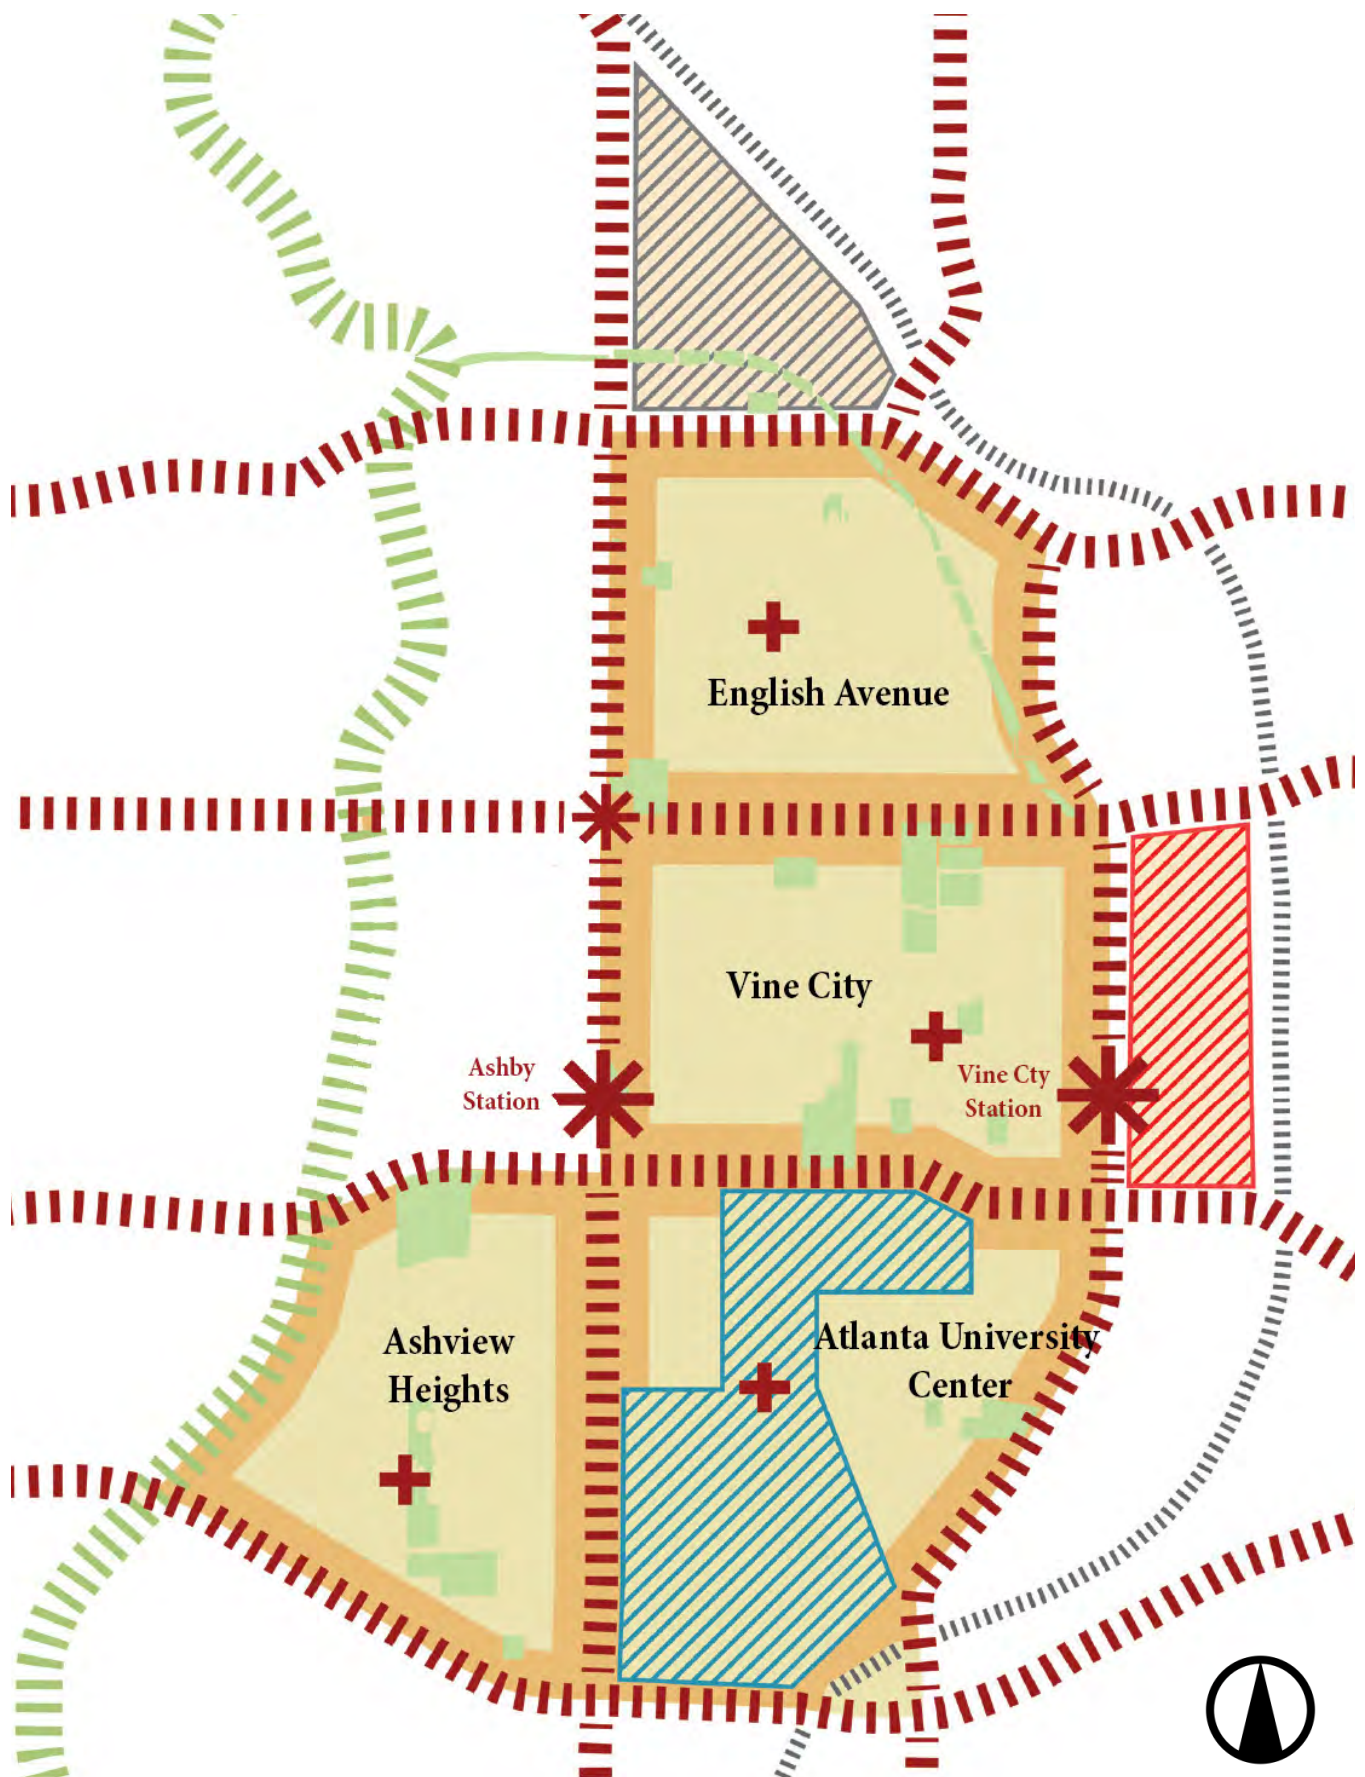 English Avenue
Vine City
Ashby
Station
Vine Cty
Station
Ashview
Heights
Atlanta University
Center